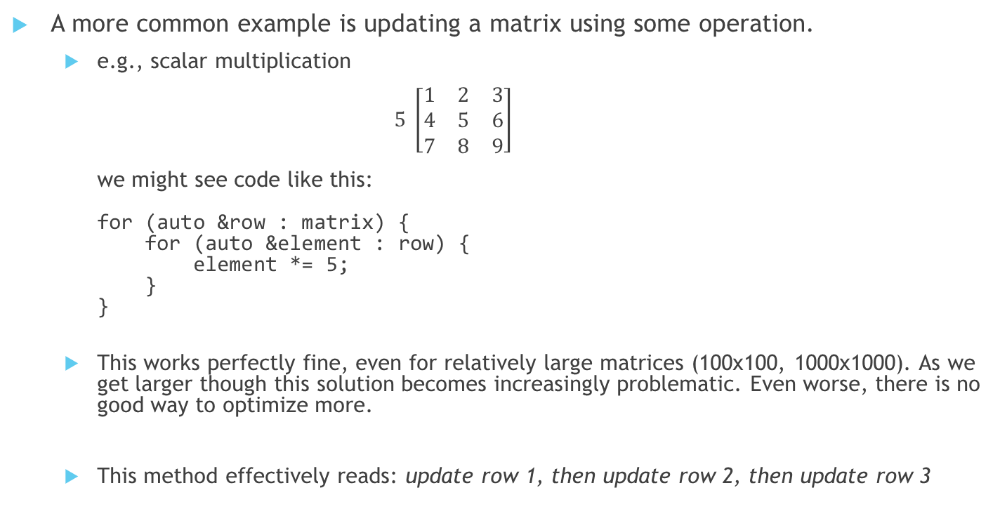 A more common example is updating a matrix using some operation.
e.g., scalar multiplication
1 2 3
5 4 5 6
7 8 9
we might see code like this:
for (auto &row : matrix) {
    for (auto &element : row) {
        element *= 5;
    }
}
This works perfectly fine, even for relatively large matrices (100x100, 1000x1000). As we
get larger though this solution becomes increasingly problematic. Even worse, there is no
good way to optimize more.
This method effectively reads: update row 1, then update row 2, then update row 3